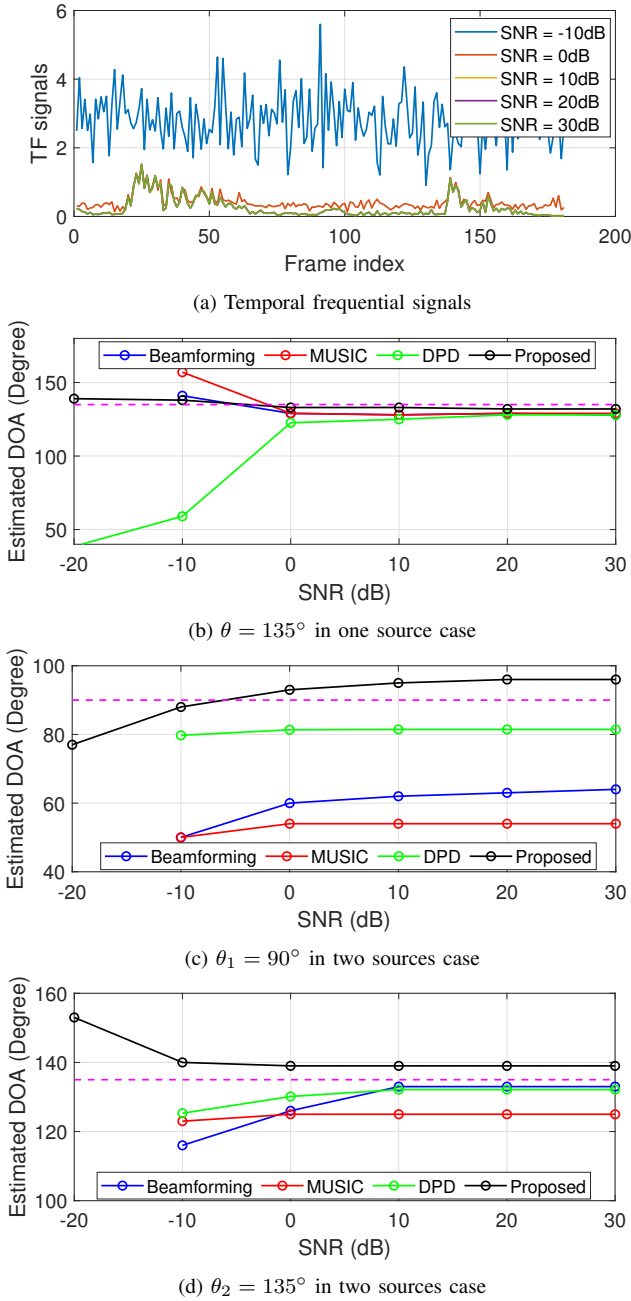 6
4
2
0
TF signals
SNR = -10dB
SNR = 0dB
SNR = 10dB
SNR = 20dB
SNR = 30dB
0 50 100 150 200
Frame index
(a) Temporal frequential signals
150
100
50
Estimated DOA (Degree)
Beamforming MUSIC DPD Proposed
-20 -10 0 10 20 30
SNR (dB)
(b) θ = 135° in one source case
100
80
60
40
Estimated DOA (Degree)
Beamforming MUSIC DPD Proposed
-20 -10 0 10 20 30
SNR (dB)
(c) θ₁ = 90° in two sources case
160
140
120
100
Estimated DOA (Degree)
Beamforming MUSIC DPD Proposed
-20 -10 0 10 20 30
SNR (dB)
(d) θ₂ = 135° in two sources case